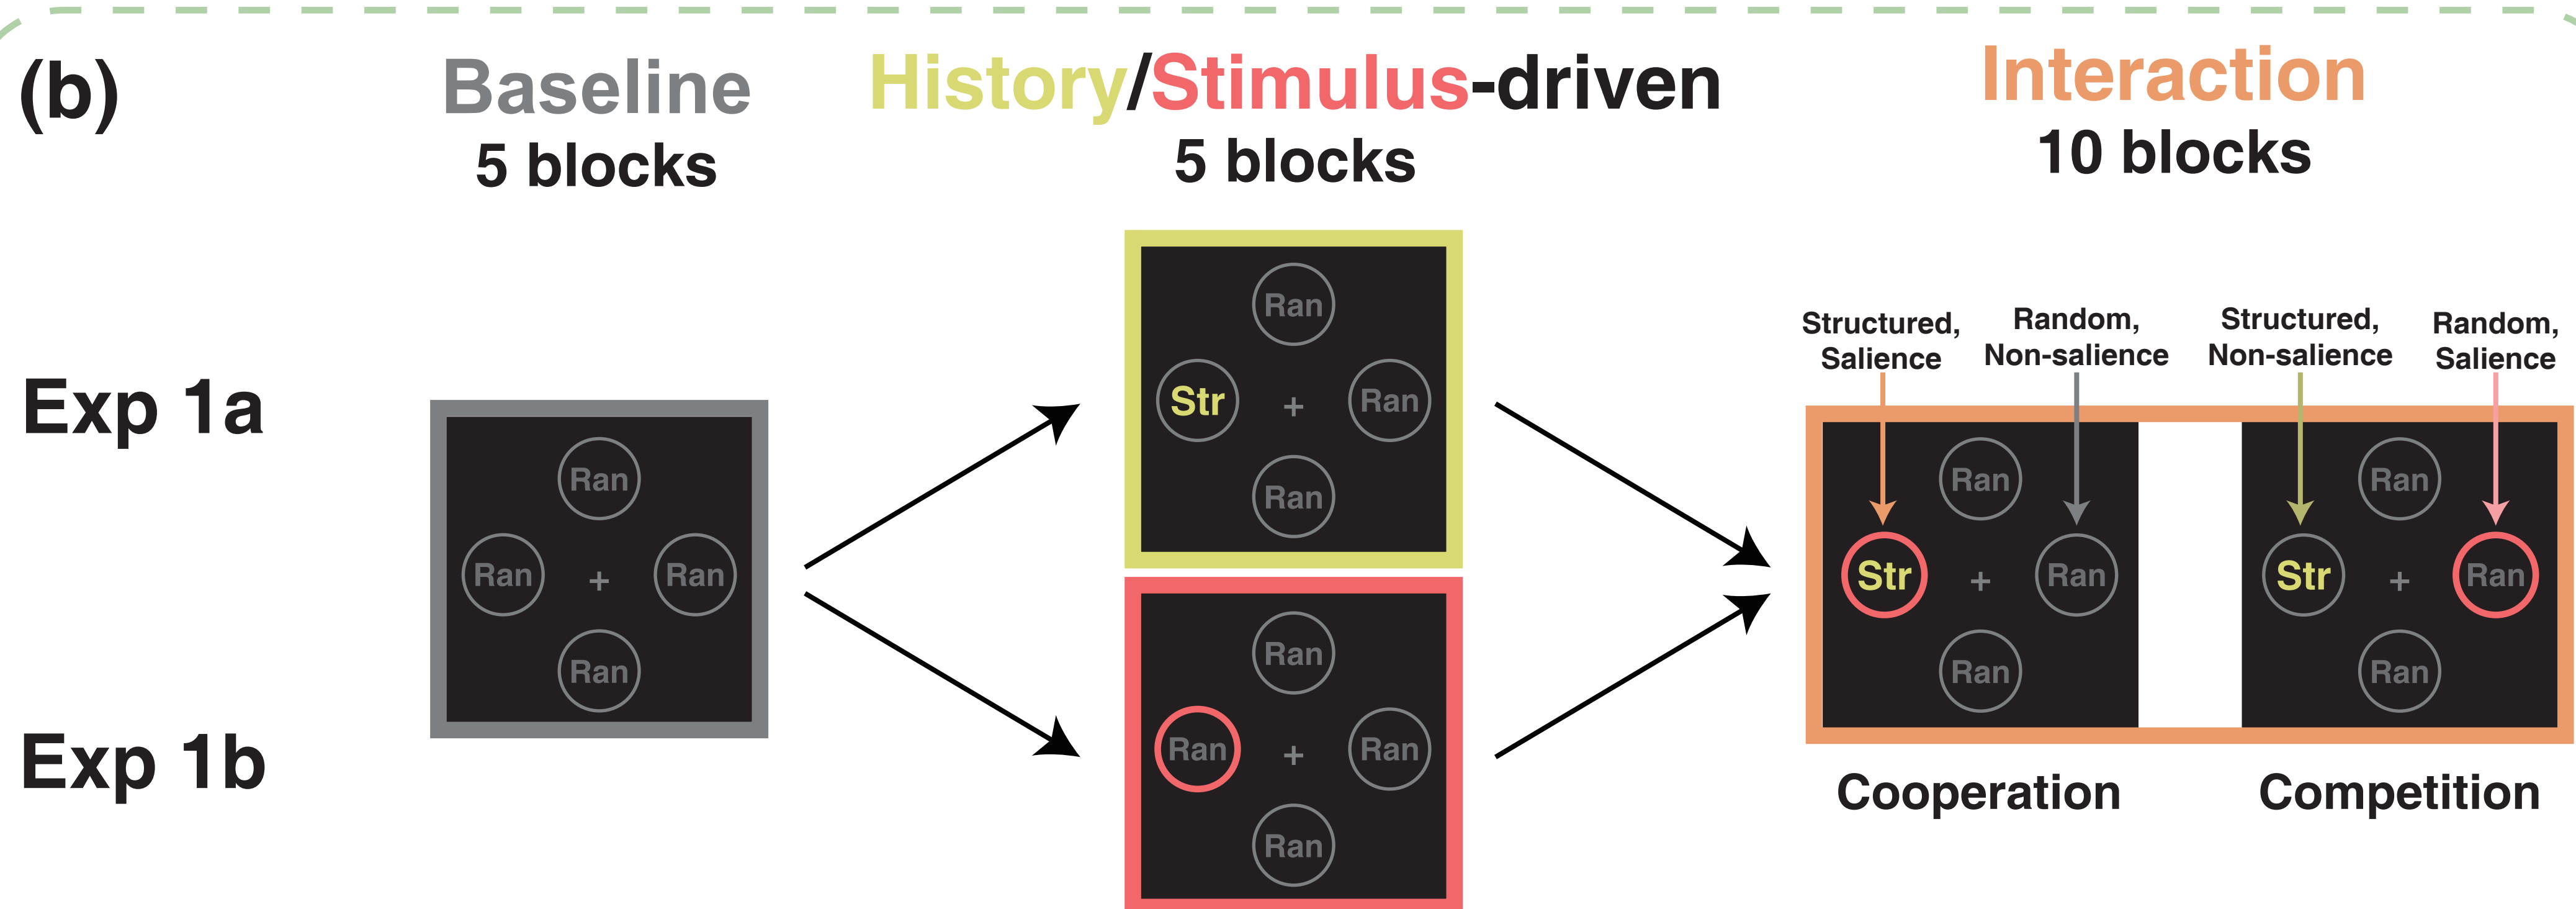 (b)
Baseline
5 blocks
History/Stimulus-driven
5 blocks
Interaction
10 blocks
Exp 1a
Exp 1b
Ran
Ran + Ran
Ran
Ran
Str + Ran
Ran
Ran
Ran + Ran
Ran
Structured,
Salience
Random,
Non-salience
Structured,
Non-salience
Random,
Salience
Ran
Str + Ran
Ran
Cooperation
Ran
Str + Ran
Ran
Competition